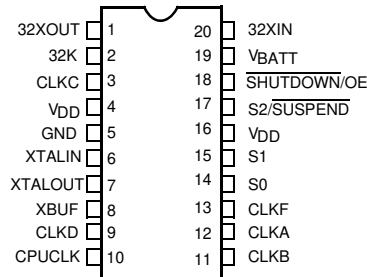 32XOUT 1 20 32XIN
32K 2 19 VBATT
CLKC 3 18 SHUTDOWN/OE
VDD 4 17 S2/SUSPEND
GND 5 16 VDD
XTALIN 6 15 S1
XTALOUT 7 14 S0
XBUF 8 13 CLKF
CLKD 9 12 CLKA
CPUCLK 10 11 CLKB